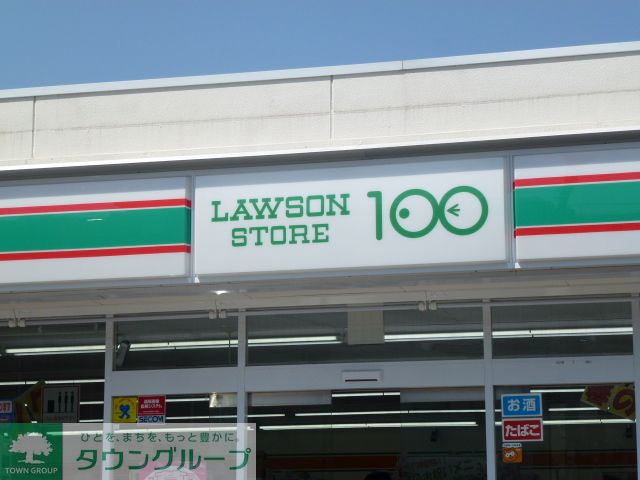 LAWSON
STORE
100
お酒
たばこ
SECOM
ひとを、まちを、もっと豊かに。
タウングループ
TOWN GROUP